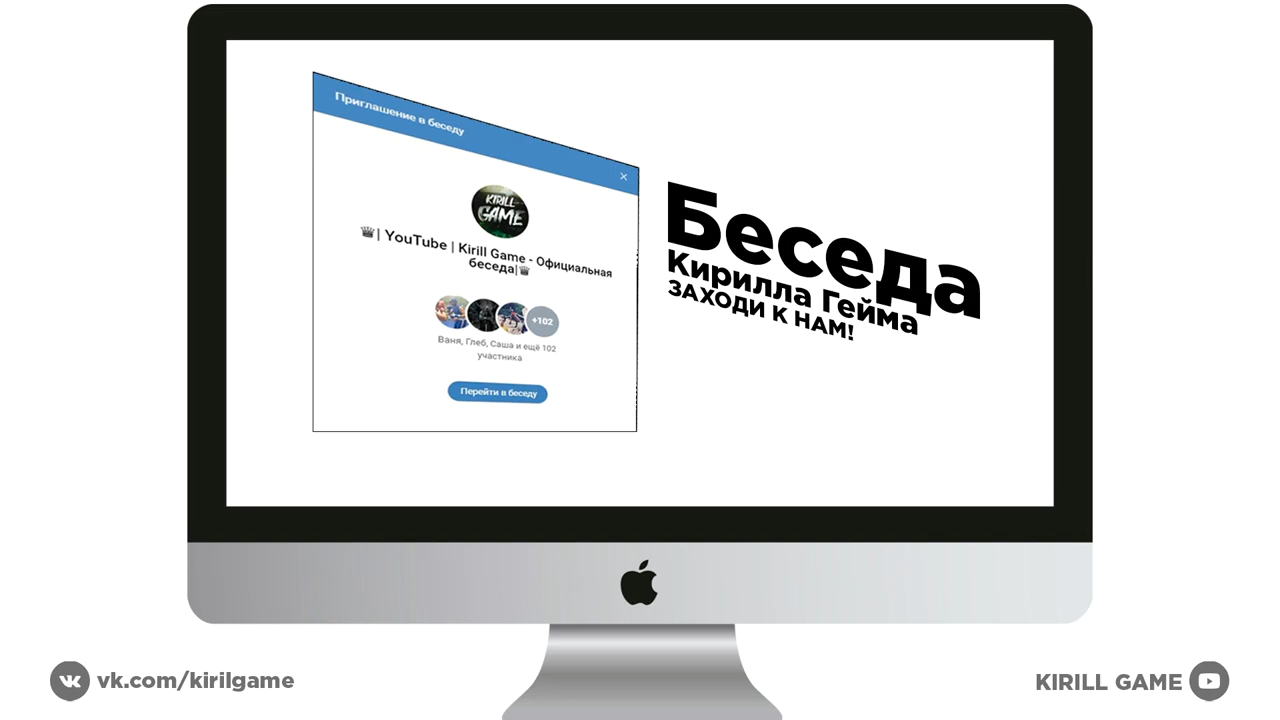 Приглашение в беседу
KIRILL
GAME
♛| YouTube | Kirill Game - Официальная
беседа|♛
+102
Ваня, Глеб, Саша и ещё 102
участника
Перейти в беседу
Беседа
Кирилла Гейма
ЗАХОДИ К НАМ!
vk.com/kirilgame
KIRILL GAME